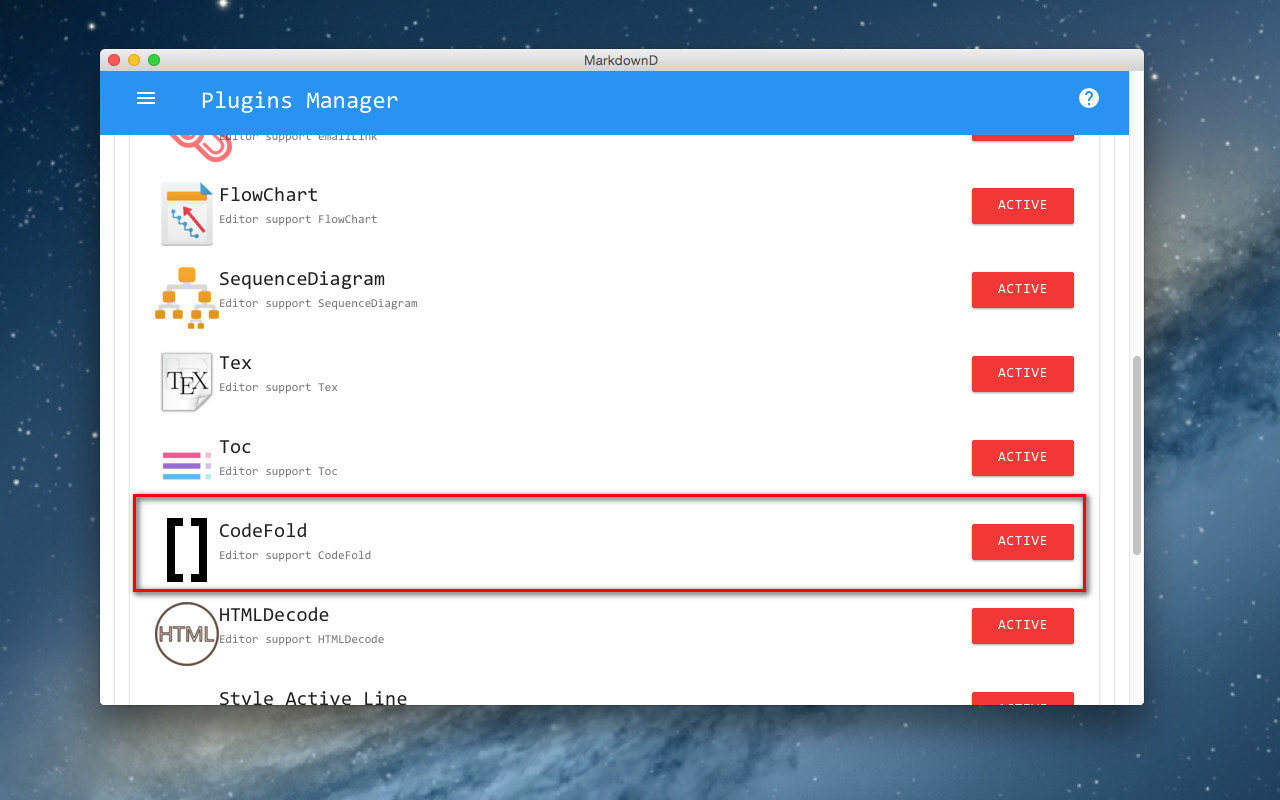 MarkdownD
Plugins Manager
Editor support emailLink
FlowChart
Editor support FlowChart
ACTIVE
SequenceDiagram
Editor support SequenceDiagram
ACTIVE
TEX
Tex
Editor support Tex
ACTIVE
Toc
Editor support Toc
ACTIVE
CodeFold
Editor support CodeFold
ACTIVE
HTML
HTMLDecode
Editor support HTMLDecode
ACTIVE
Style Active Line
ACTIVE